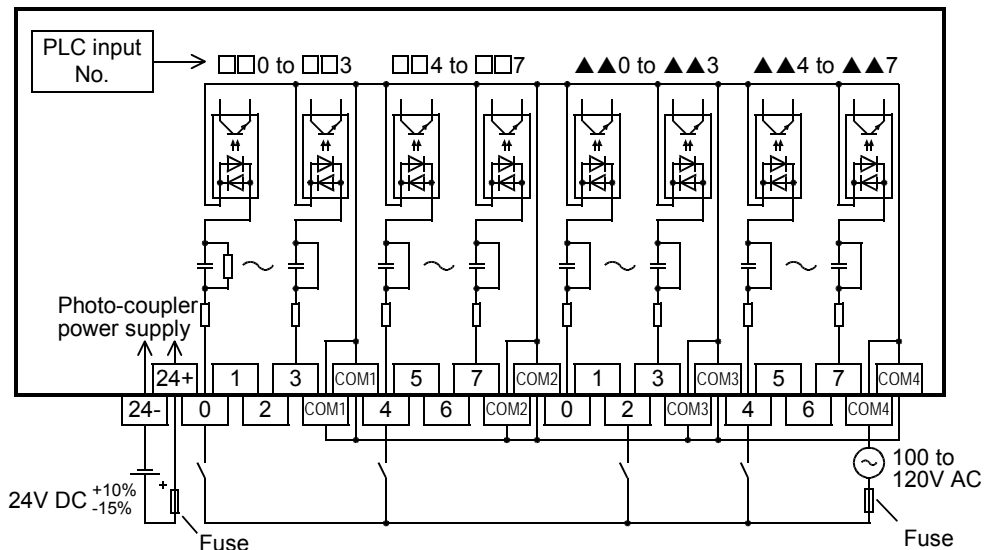 PLC input
No.
□□0 to □□3 □□4 to □□7 ▲▲0 to ▲▲3 ▲▲4 to ▲▲7
Photo-coupler
power supply
24+ 1 3 COM1 5 7 COM2 1 3 COM3 5 7 COM4
24- 0 2 COM1 4 6 COM2 0 2 COM3 4 6 COM4
100 to
120V AC
24V DC +10%
-15%
+
Fuse
Fuse